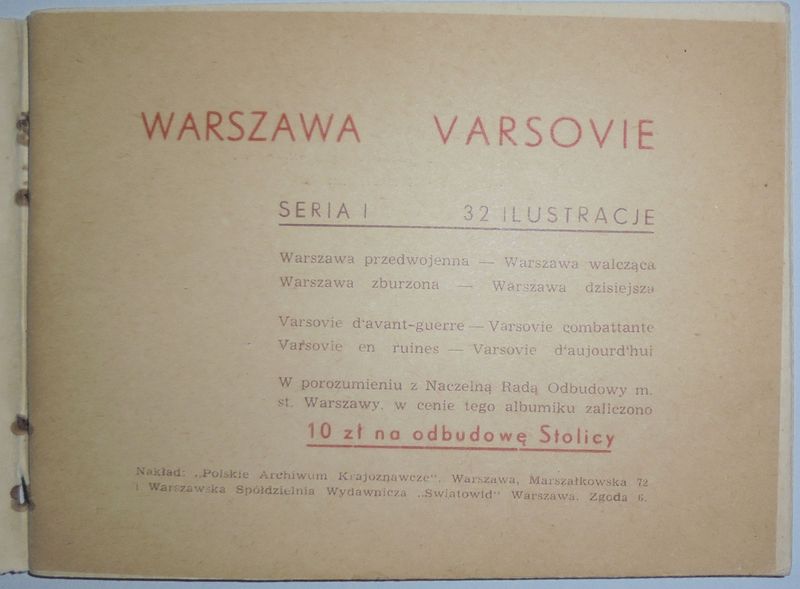 WARSZAWA VARSOVIE
SERIA I 32 ILUSTRACJE
Warszawa przedwojenna — Warszawa walcząca
Warszawa zburzona — Warszawa dzisiejsza
Varsovie d'avant-guerre — Varsovie combattante
Varsovie en ruines — Varsovie d'aujourd'hui
W porozumieniu z Naczelną Radą Odbudowy m.
st. Warszawy, w cenie tego albumiku zaliczono
10 zł na odbudowę Stolicy
Nakład: „Polskie Archiwum Krajoznawcze", Warszawa, Marszałkowska 72
i Warszawska Spółdzielnia Wydawnicza „Swiatowid" Warszawa. Zgoda 6.